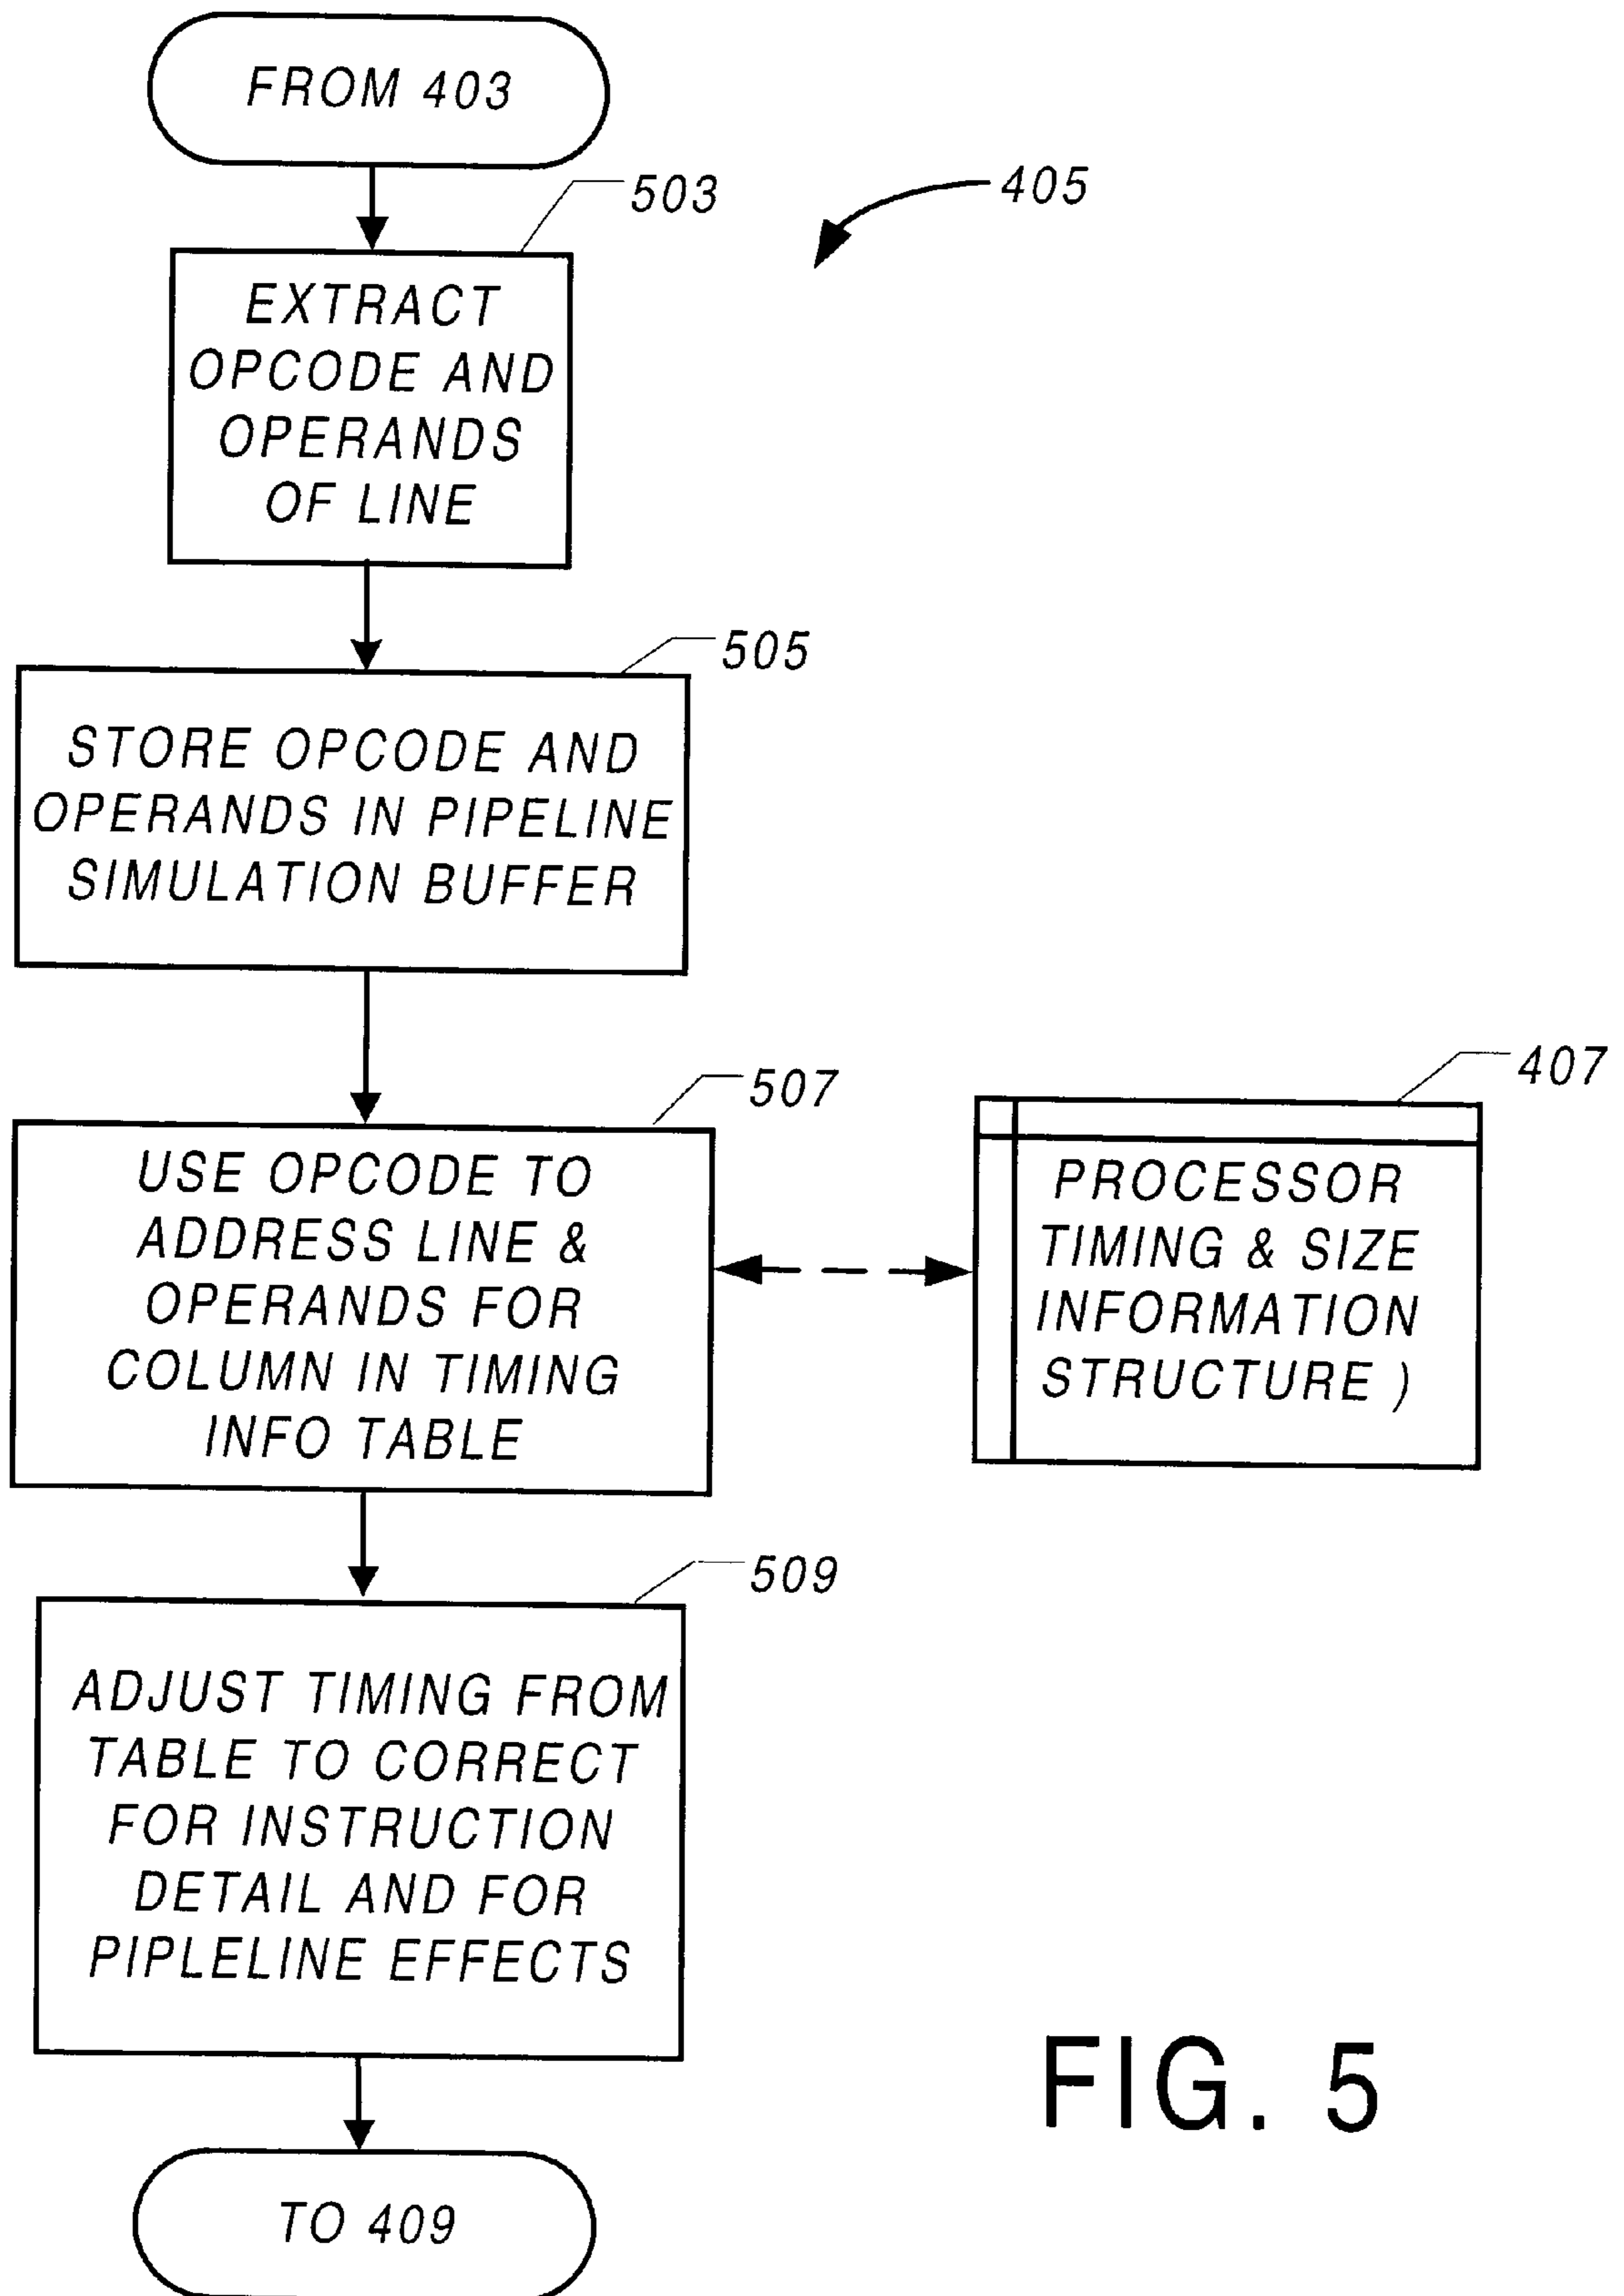 FROM 403
503
405
EXTRACT
OPCODE AND
OPERANDS
OF LINE
505
STORE OPCODE AND
OPERANDS IN PIPELINE
SIMULATION BUFFER
507
407
USE OPCODE TO
ADDRESS LINE &
OPERANDS FOR
COLUMN IN TIMING
INFO TABLE
PROCESSOR
TIMING & SIZE
INFORMATION
STRUCTURE )
509
ADJUST TIMING FROM
TABLE TO CORRECT
FOR INSTRUCTION
DETAIL AND FOR
PIPLELINE EFFECTS
TO 409
FIG. 5